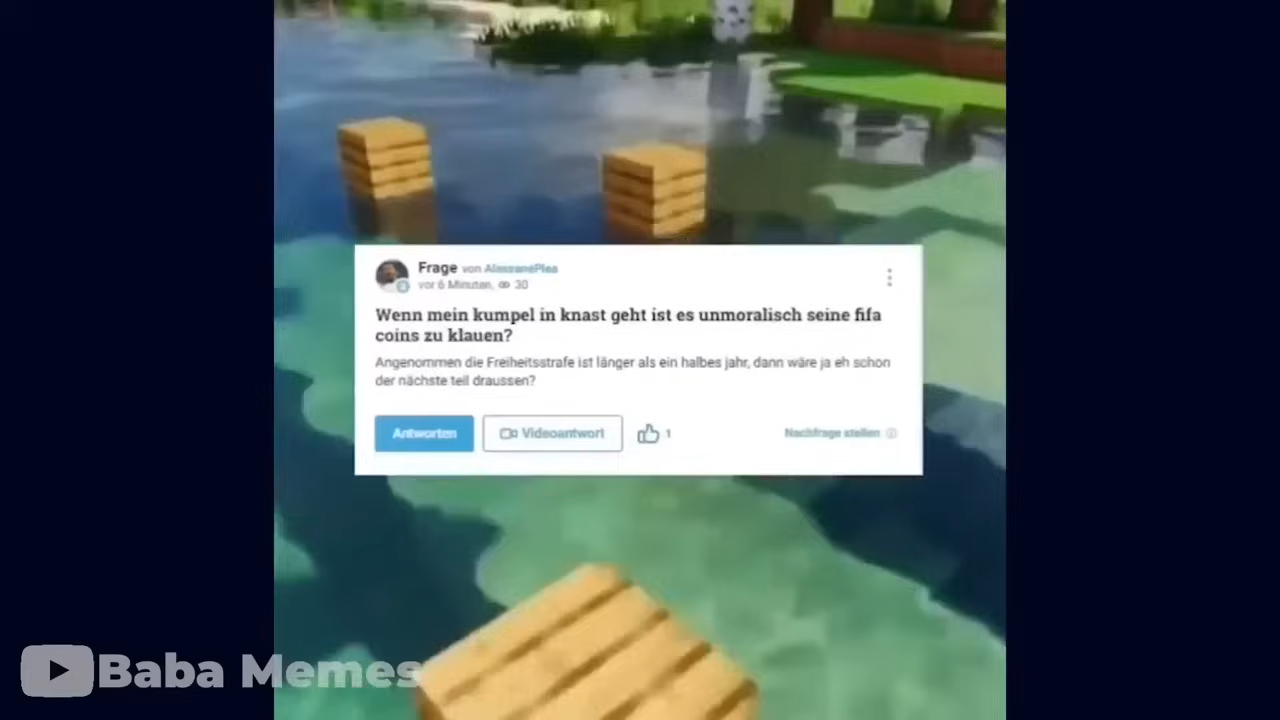 Frage von AlassanePlea
vor 6 Minuten, 30
Wenn mein kumpel in knast geht ist es unmoralisch seine fifa
coins zu klauen?
Angenommen die Freiheitsstrafe ist länger als ein halbes jahr, dann wäre ja eh schon
der nächste teil draussen?
Antworten Videoantwort 1 Nachfrage stellen
Baba Memes